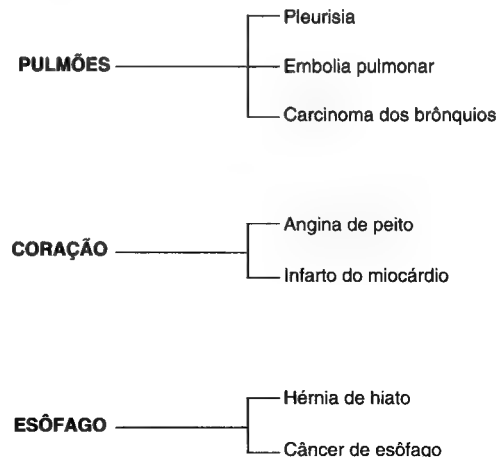 Pleurisia
PULMÕES
Embolia pulmonar
Carcinoma dos brônquios
Angina de peito
CORAÇÃO
Infarto do miocárdio
Hérnia de hiato
ESÔFAGO
Câncer de esôfago